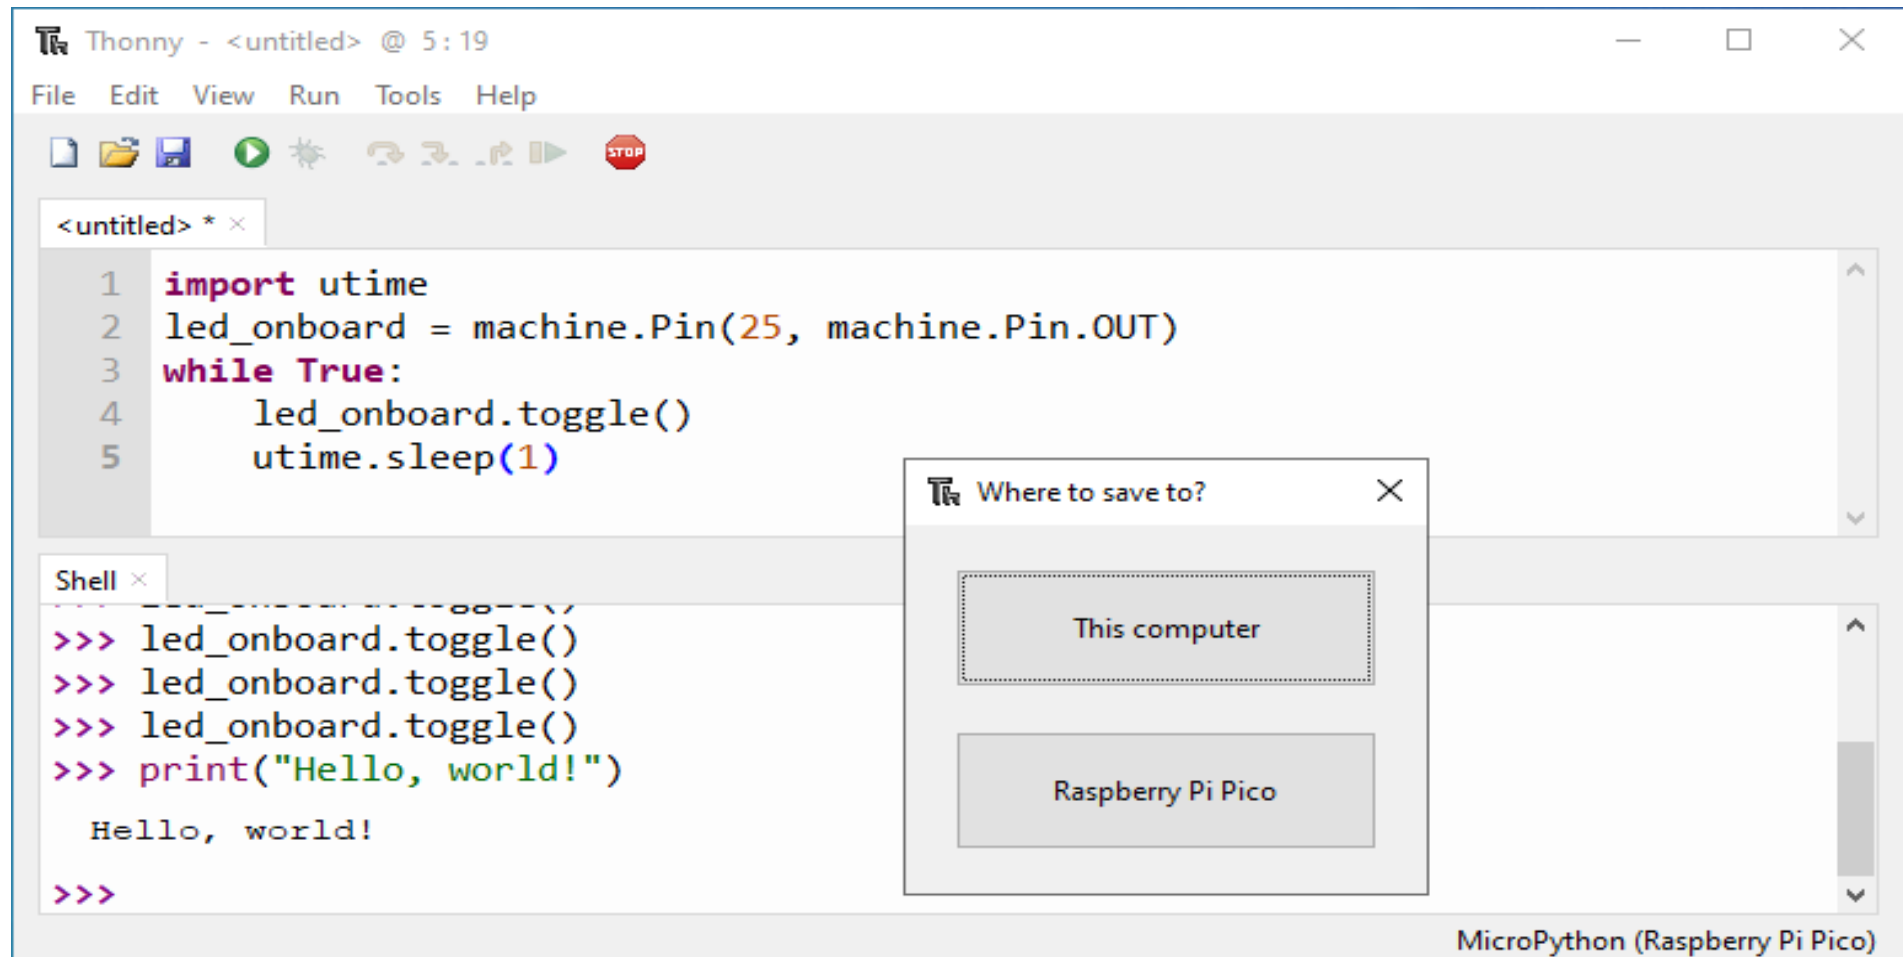 Thonny - <untitled> @ 5:19
File Edit View Run Tools Help
STOP
<untitled> *
1 import utime
2 led_onboard = machine.Pin(25, machine.Pin.OUT)
3 while True:
4 led_onboard.toggle()
5 utime.sleep(1)
Where to save to?
This computer
Raspberry Pi Pico
Shell
>>> led_onboard.toggle()
>>> led_onboard.toggle()
>>> led_onboard.toggle()
>>> led_onboard.toggle()
>>> print("Hello, world!")
Hello, world!
>>>
MicroPython (Raspberry Pi Pico)